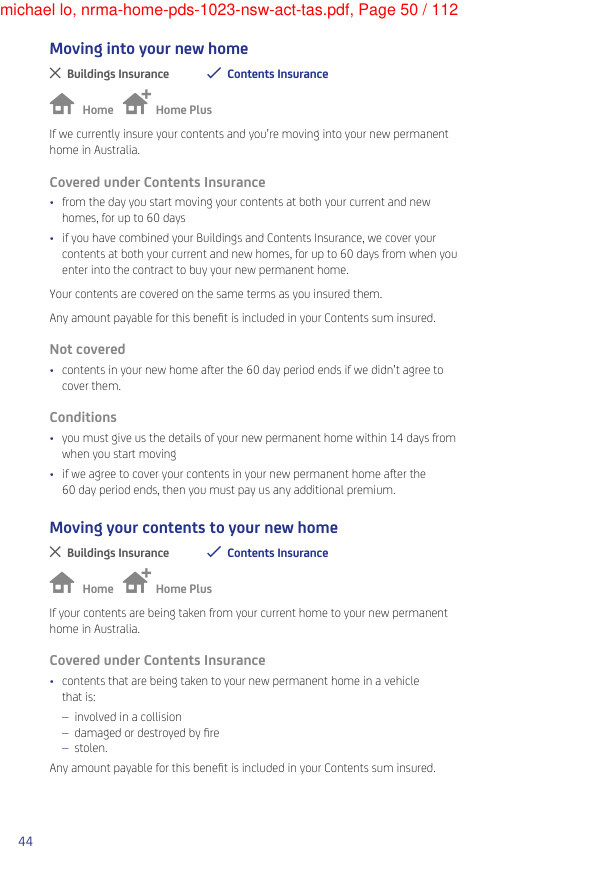 michael lo, nrma-home-pds-1023-nsw-act-tas.pdf, Page 50 / 112
Moving into your new home
Buildings Insurance Contents Insurance
Home Home Plus
If we currently insure your contents and you're moving into your new permanent
home in Australia.
Covered under Contents Insurance
• from the day you start moving your contents at both your current and new
homes, for up to 60 days
• if you have combined your Buildings and Contents Insurance, we cover your
contents at both your current and new homes, for up to 60 days from when you
enter into the contract to buy your new permanent home.
Your contents are covered on the same terms as you insured them.
Any amount payable for this benefit is included in your Contents sum insured.
Not covered
• contents in your new home after the 60 day period ends if we didn't agree to
cover them.
Conditions
• you must give us the details of your new permanent home within 14 days from
when you start moving
• if we agree to cover your contents in your new permanent home after the
60 day period ends, then you must pay us any additional premium.
Moving your contents to your new home
Buildings Insurance Contents Insurance
Home Home Plus
If your contents are being taken from your current home to your new permanent
home in Australia.
Covered under Contents Insurance
• contents that are being taken to your new permanent home in a vehicle
that is:
– involved in a collision
– damaged or destroyed by fire
– stolen.
Any amount payable for this benefit is included in your Contents sum insured.
44